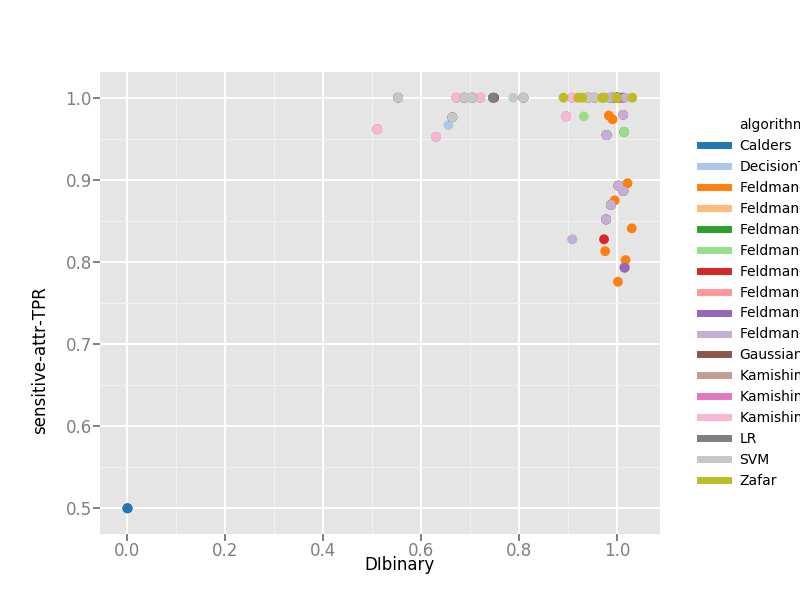 sensitive-attr-TPR
1.0
0.9
0.8
0.7
0.6
0.5
0.0 0.2 0.4 0.6 0.8 1.0
DIbinary
algorithm
Calders
Decision
Feldman-
Feldman-
Feldman-
Feldman-
Feldman-
Feldman-
Feldman-
Feldman-
Gaussian
Kamishin
Kamishin
Kamishin
LR
SVM
Zafar